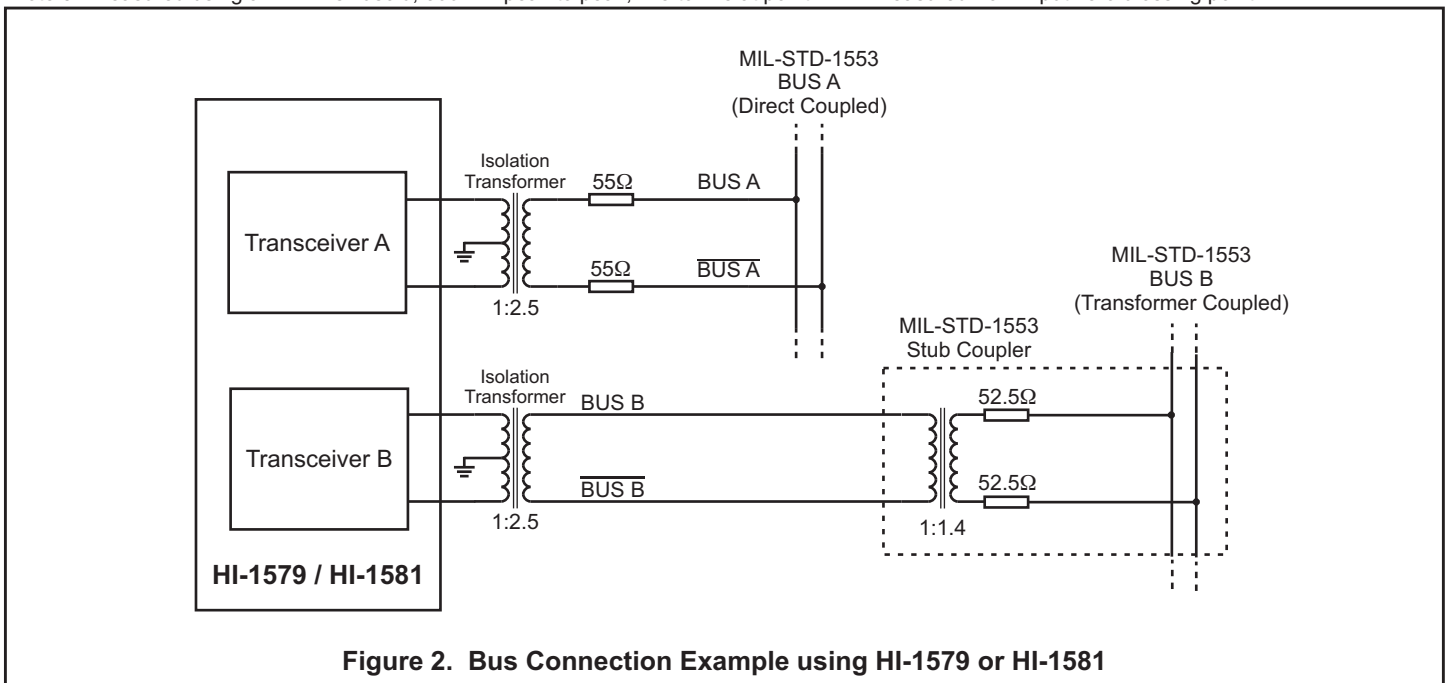 MIL-STD-1553
BUS A
(Direct Coupled)
Isolation
Transformer
55Ω
BUS A
Transceiver A
55Ω
BUS A
1:2.5
MIL-STD-1553
BUS B
(Transformer Coupled)
MIL-STD-1553
Stub Coupler
Isolation
Transformer
BUS B
52.5Ω
Transceiver B
BUS B
52.5Ω
1:2.5
1:1.4
HI-1579 / HI-1581
Figure 2. Bus Connection Example using HI-1579 or HI-1581